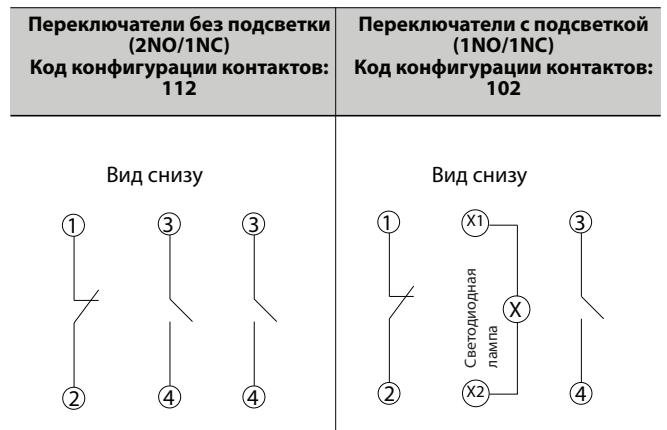 Переключатели без подсветки
(2NO/1NC)
Код конфигурации контактов:
112
Переключатели с подсветкой
(1NO/1NC)
Код конфигурации контактов:
102
Вид снизу
1 3 3
2 4 4
Вид снизу
1 X1 3
Светодиодная
лампа
X
2 X2 4